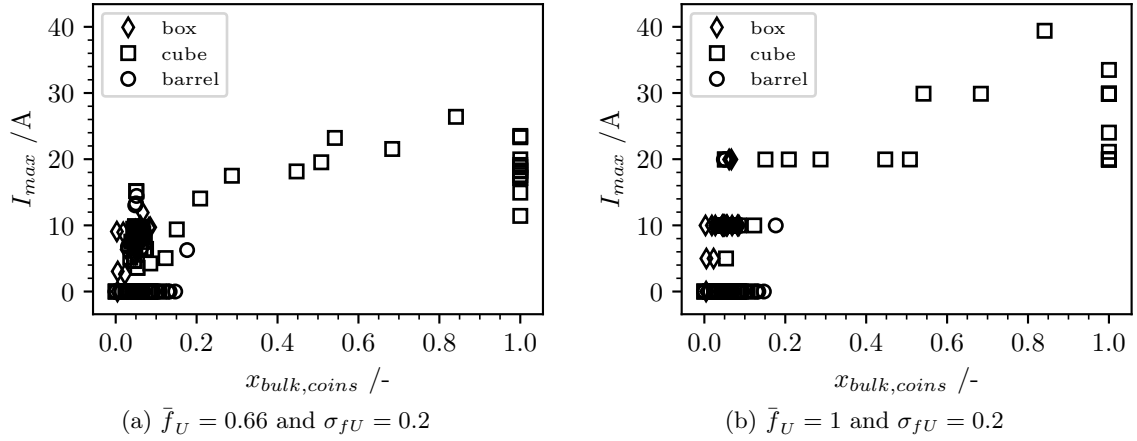 40
30
20
10
0
I_max /A
box
cube
barrel
0.0 0.2 0.4 0.6 0.8 1.0
x_bulk,coins /-
(a) f̄_U = 0.66 and σ_fU = 0.2
40
30
20
10
0
I_max /A
box
cube
barrel
0.0 0.2 0.4 0.6 0.8 1.0
x_bulk,coins /-
(b) f̄_U = 1 and σ_fU = 0.2